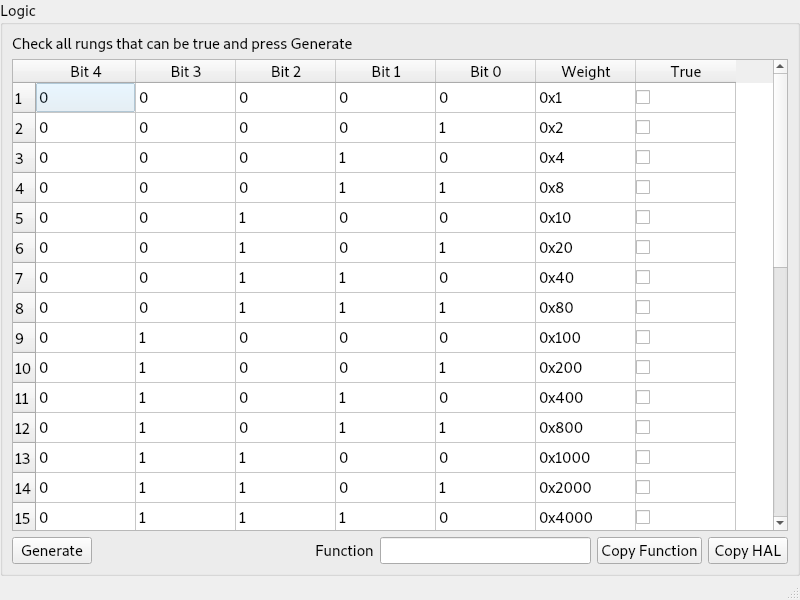 Logic
Check all rungs that can be true and press Generate
Bit 4 Bit 3 Bit 2 Bit 1 Bit 0 Weight True
1 0 0 0 0 0 0x1
2 0 0 0 0 1 0x2
3 0 0 0 1 0 0x4
4 0 0 0 1 1 0x8
5 0 0 1 0 0 0x10
6 0 0 1 0 1 0x20
7 0 0 1 1 0 0x40
8 0 0 1 1 1 0x80
9 0 1 0 0 0 0x100
10 0 1 0 0 1 0x200
11 0 1 0 1 0 0x400
12 0 1 0 1 1 0x800
13 0 1 1 0 0 0x1000
14 0 1 1 0 1 0x2000
15 0 1 1 1 0 0x4000
Generate Function Copy Function Copy HAL